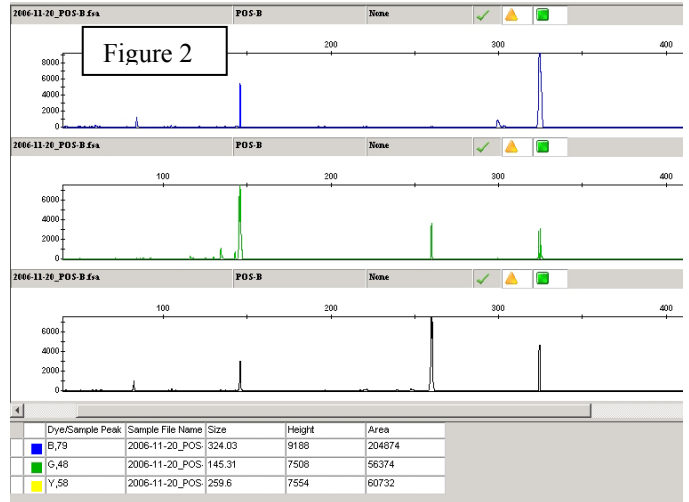 2006-11-20_POS-B.fsa POS-B None
Figure 2
200 300 400
8000
6000
4000
2000
0
2006-11-20_POS-B.fsa POS-B None
100 200 300 400
6000
4000
2000
0
2006-11-20_POS-B.fsa POS-B None
100 200 300 400
6000
4000
2000
0
Dye/Sample Peak Sample File Name Size Height Area
B,79 2006-11-20_POS- 324.03 9188 204874
G,48 2006-11-20_POS- 145.31 7508 56374
Y,58 2006-11-20_POS- 259.6 7554 60732